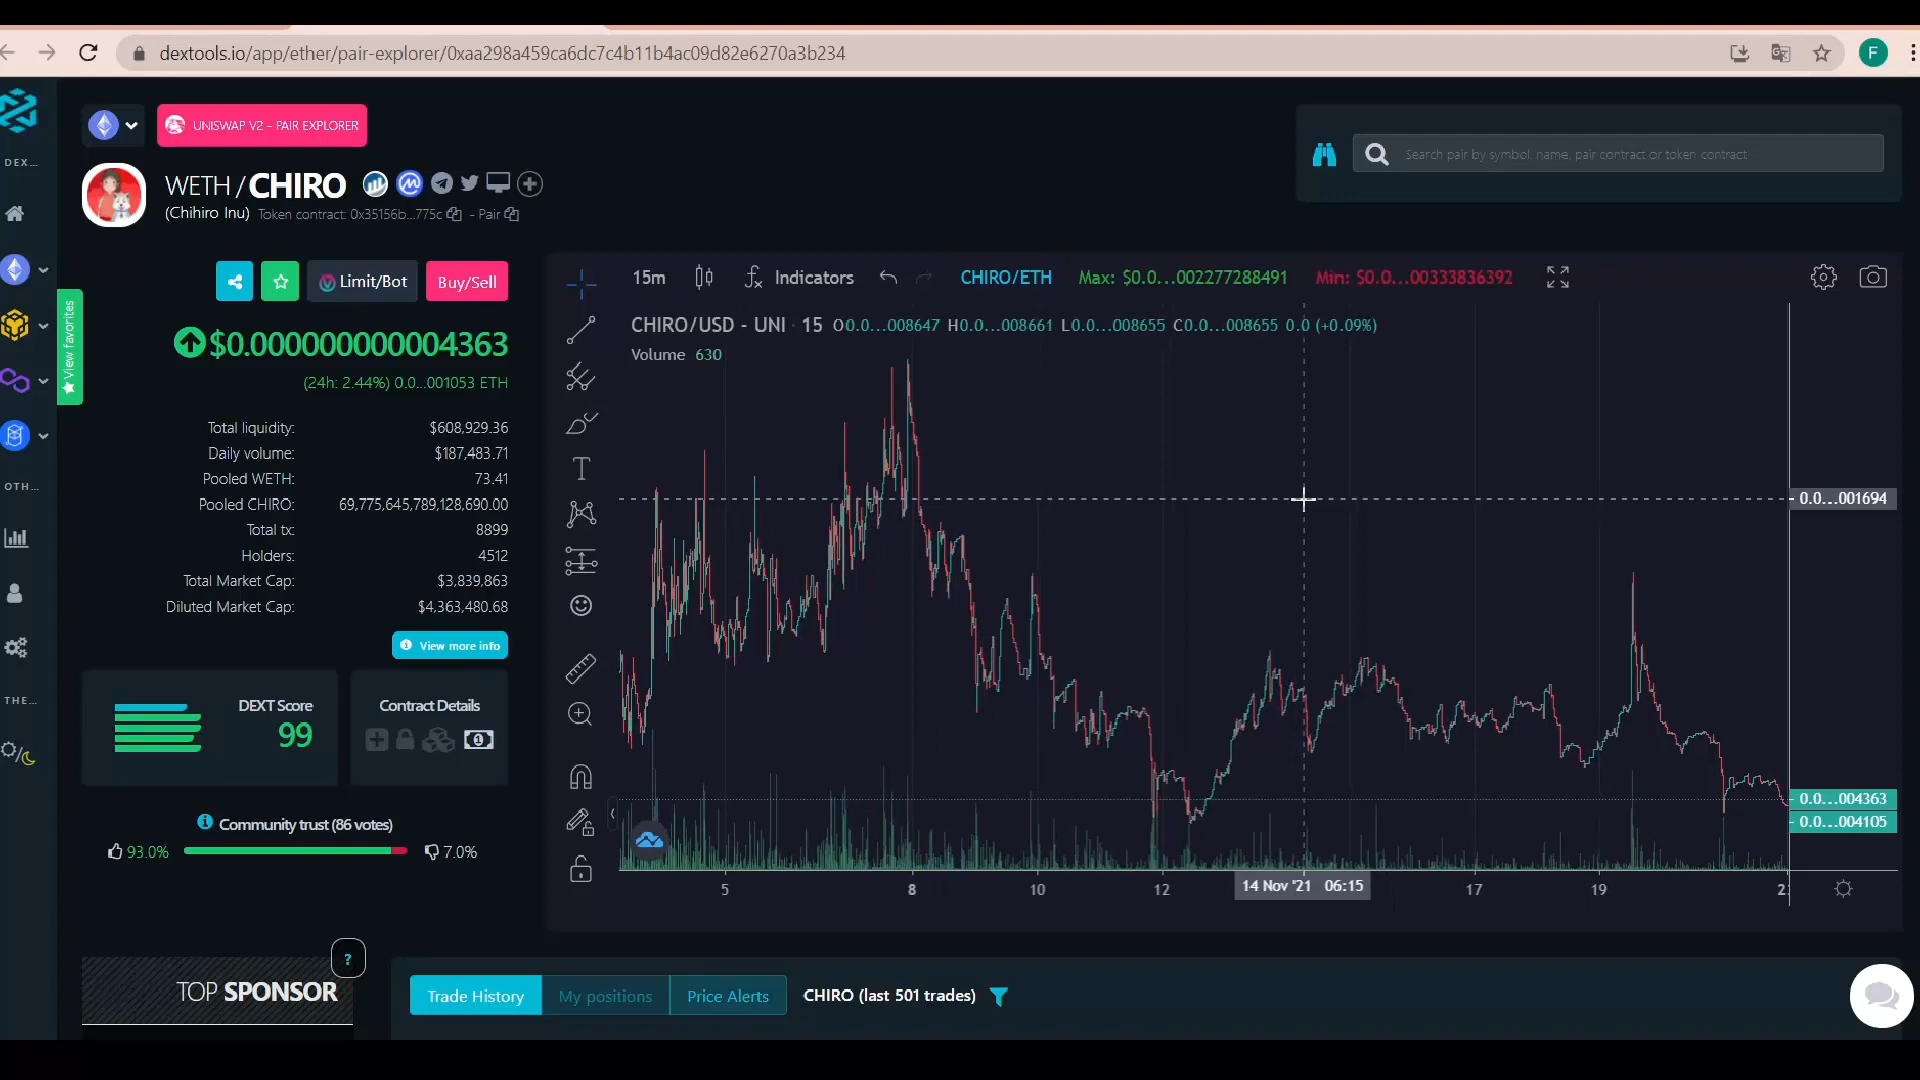 dextools.io/app/ether/pair-explorer/0xaa298a459ca6dc7c4b11b4ac09d82e6270a3b234
F
UNISWAP V2 - PAIR EXPLORER
Search pair by symbol, name, pair contract or token contract
DEX...
WETH / CHIRO
(Chihiro Inu) Token contract: 0x35156b...775c - Pair
Limit/Bot
Buy/Sell
View favorites
$0.000000000004363
(24h: 2.44%) 0.0...001053 ETH
Total liquidity: $608,929.36
Daily volume: $187,483.71
Pooled WETH: 73.41
Pooled CHIRO: 69,775,645,789,128,690.00
Total tx: 8899
Holders: 4512
Total Market Cap: $3,839,863
Diluted Market Cap: $4,363,480.68
View more info
OTH...
THE...
DEXT Score
99
Contract Details
Community trust (86 votes)
93.0%
7.0%
15m
Indicators
CHIRO/ETH
Max: $0.0...002277288491
Min: $0.0...00333836392
CHIRO/USD - UNI · 15 O0.0...008647 H0.0...008661 L0.0...008655 C0.0...008655 0.0 (+0.09%)
Volume 630
0.0...001694
0.0...004363
0.0...004105
5 8 10 12 14 Nov '21 06:15 17 19 2
?
TOP SPONSOR
Trade History
My positions
Price Alerts
CHIRO (last 501 trades)